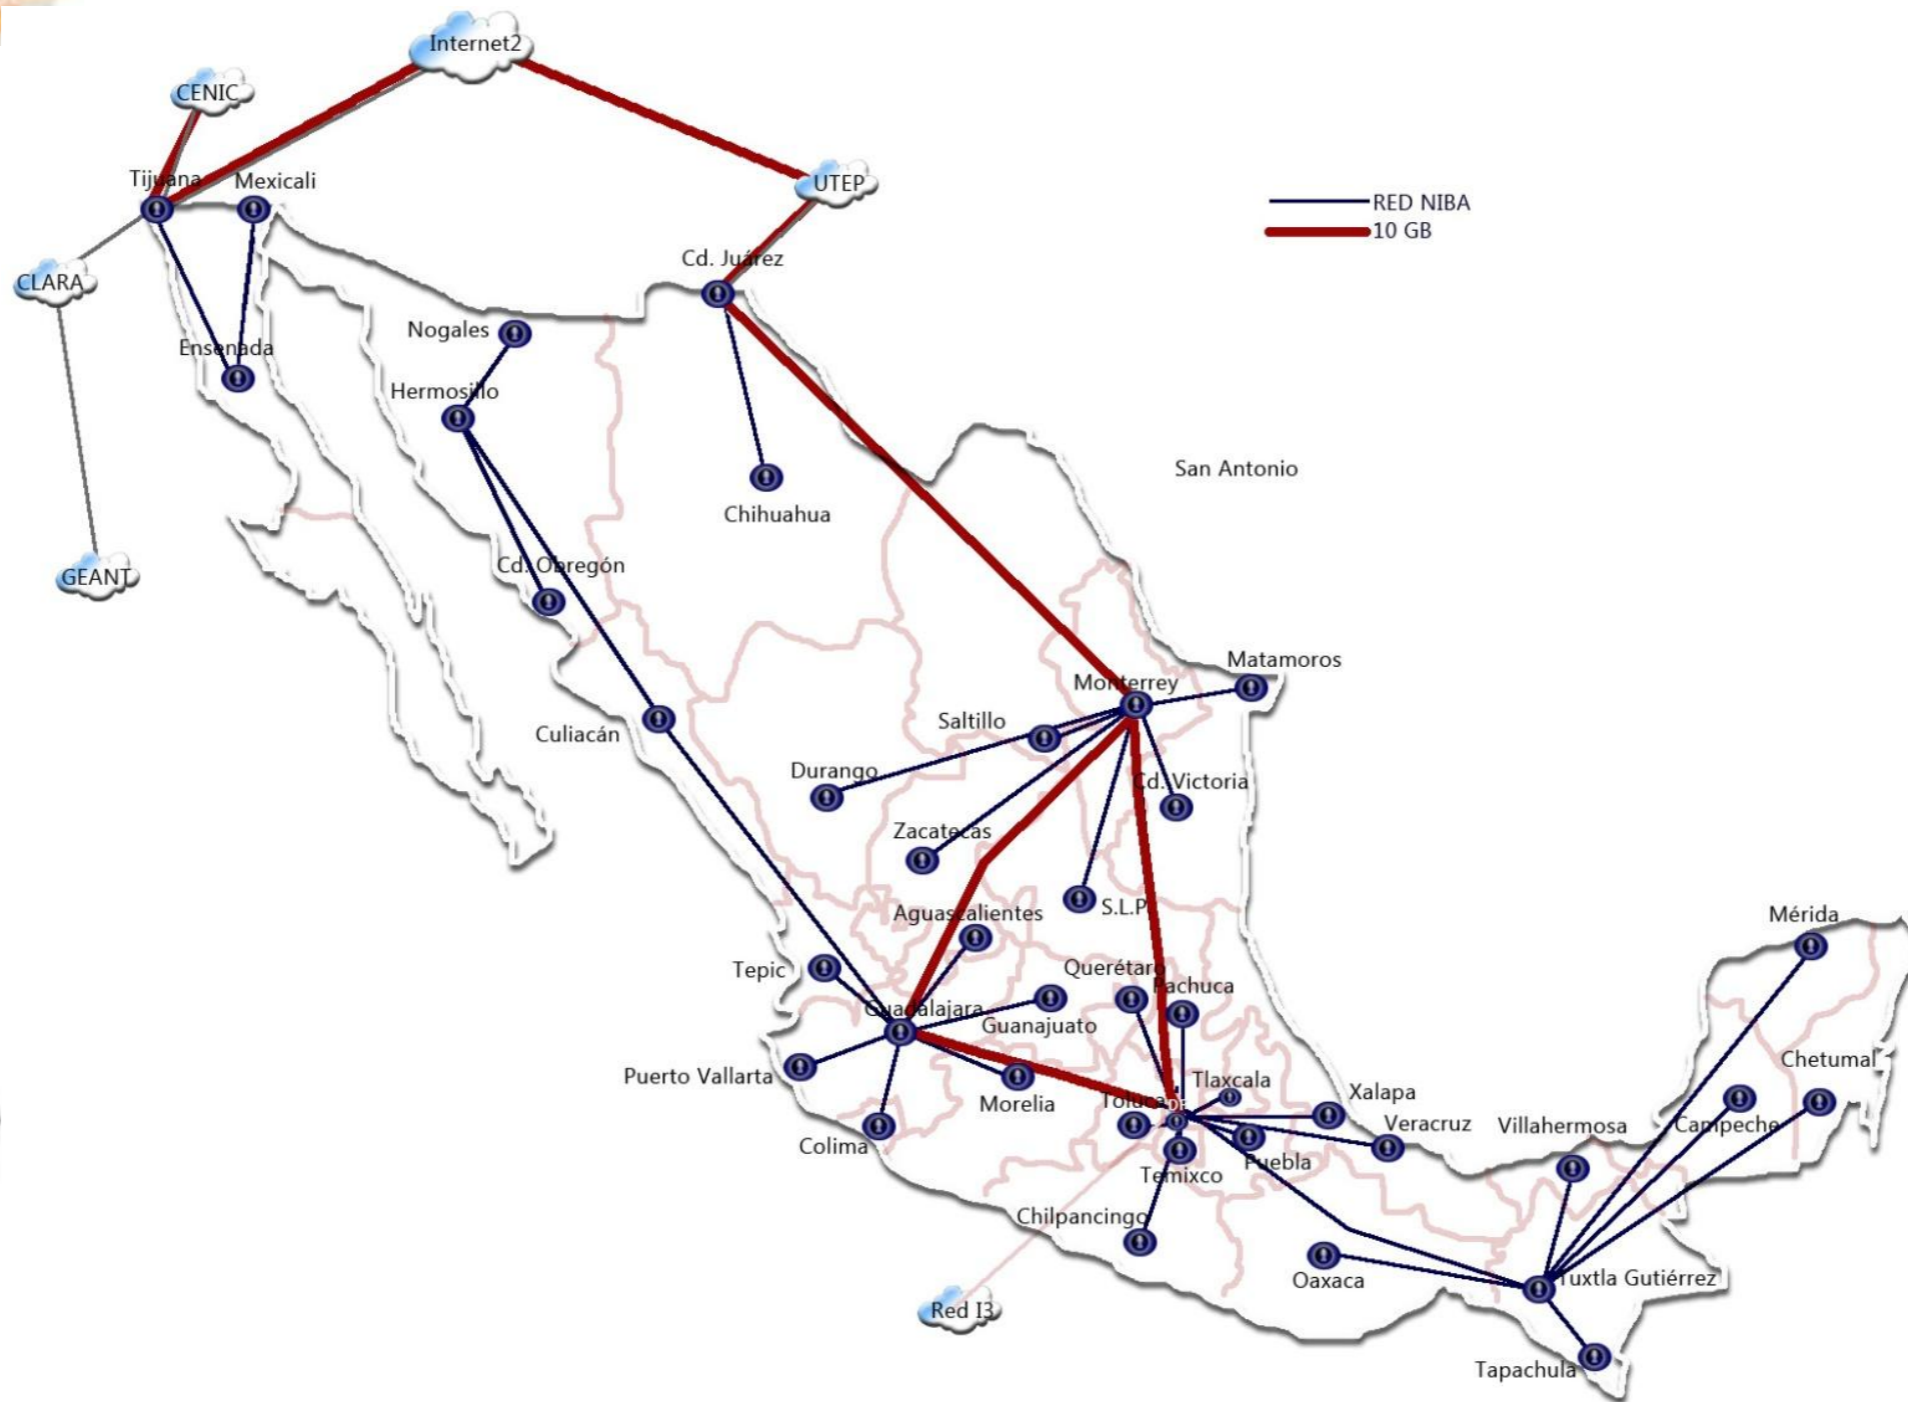 Internet2
CENIC
Tijuana
Mexicali
UTEP
RED NIBA
10 GB
Cd. Juárez
CLARA
Nogales
Ensenada
Hermosillo
San Antonio
Chihuahua
Cd. Obregón
GEANT
Matamoros
Monterrey
Saltillo
Culiacán
Durango
Cd. Victoria
Zacatecas
S.L.P
Aguascalientes
Mérida
Tepic
Querétaro
Pachuca
Guadalajara
Guanajuato
Chetumal
Puerto Vallarta
Tlaxcala
Xalapa
Morelia
Toluca
DF
Veracruz
Villahermosa
Campeche
Colima
Puebla
Temixco
Chilpancingo
Oaxaca
Tuxtla Gutiérrez
Red I3
Tapachula